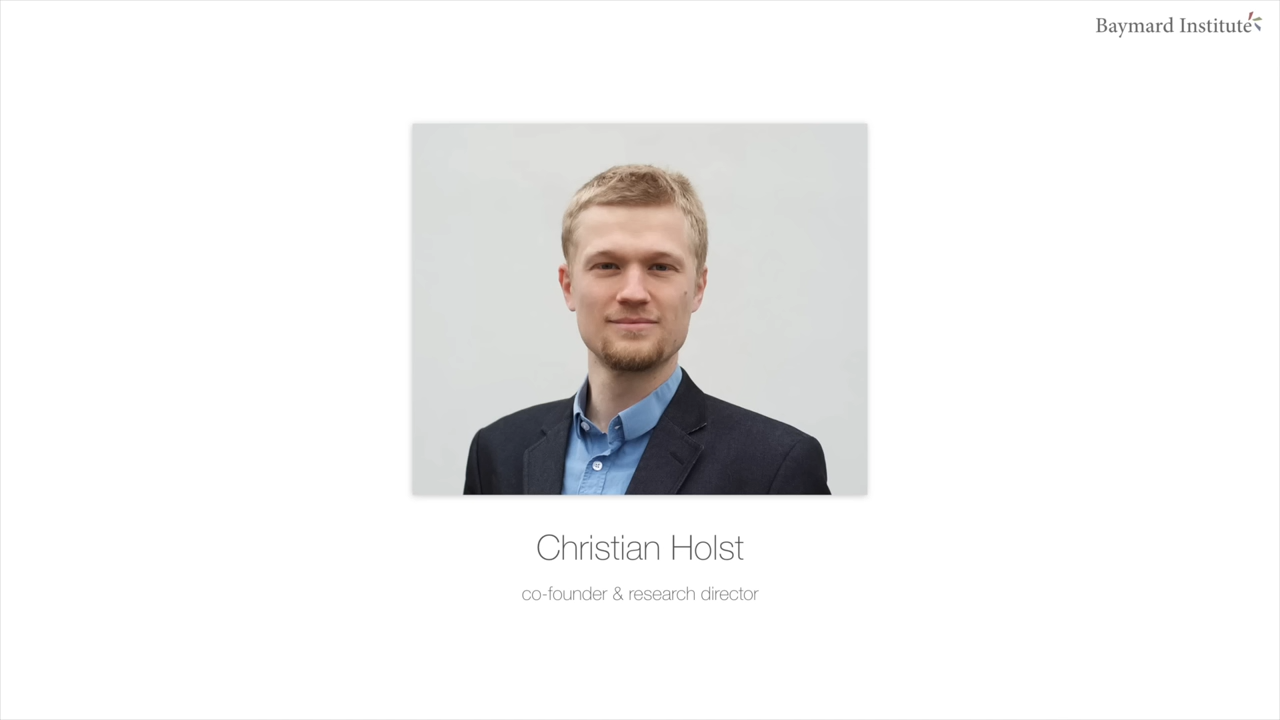 Baymard Institute
Christian Holst
co-founder & research director